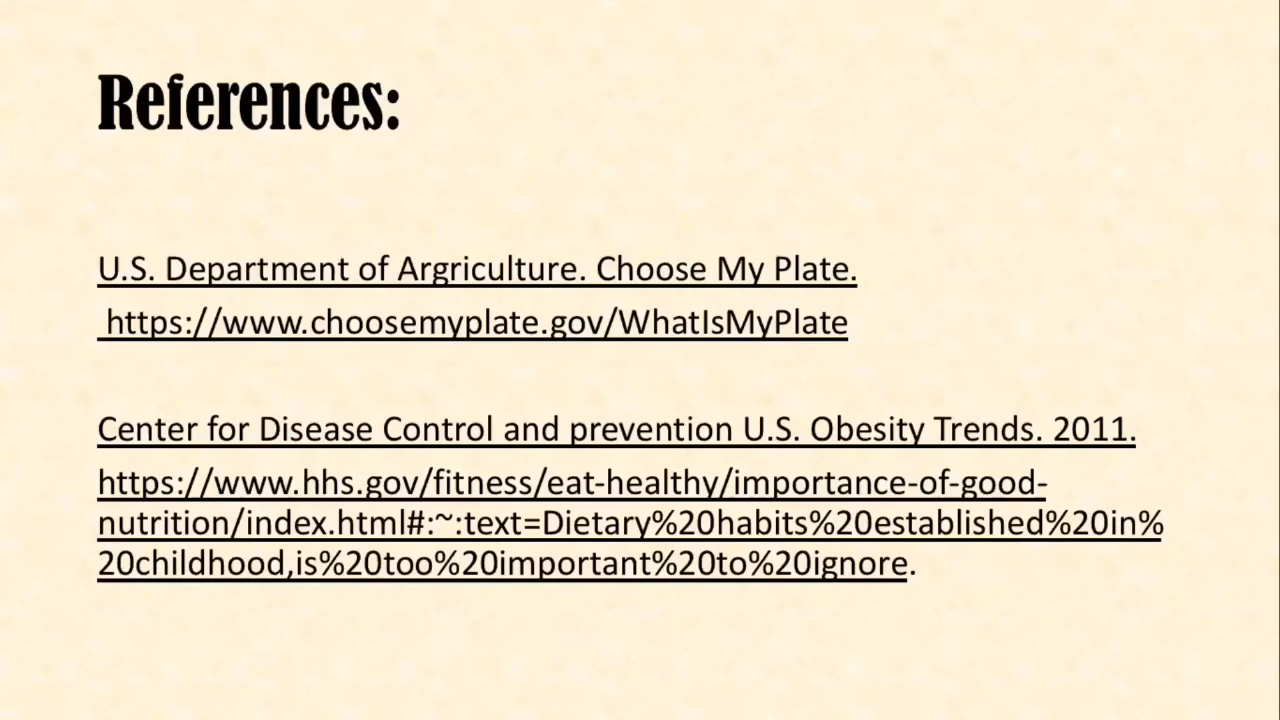 References:
U.S. Department of Argriculture. Choose My Plate.
https://www.choosemyplate.gov/WhatIsMyPlate
Center for Disease Control and prevention U.S. Obesity Trends. 2011.
https://www.hhs.gov/fitness/eat-healthy/importance-of-good-
nutrition/index.html#:~:text=Dietary%20habits%20established%20in%
20childhood,is%20too%20important%20to%20ignore.